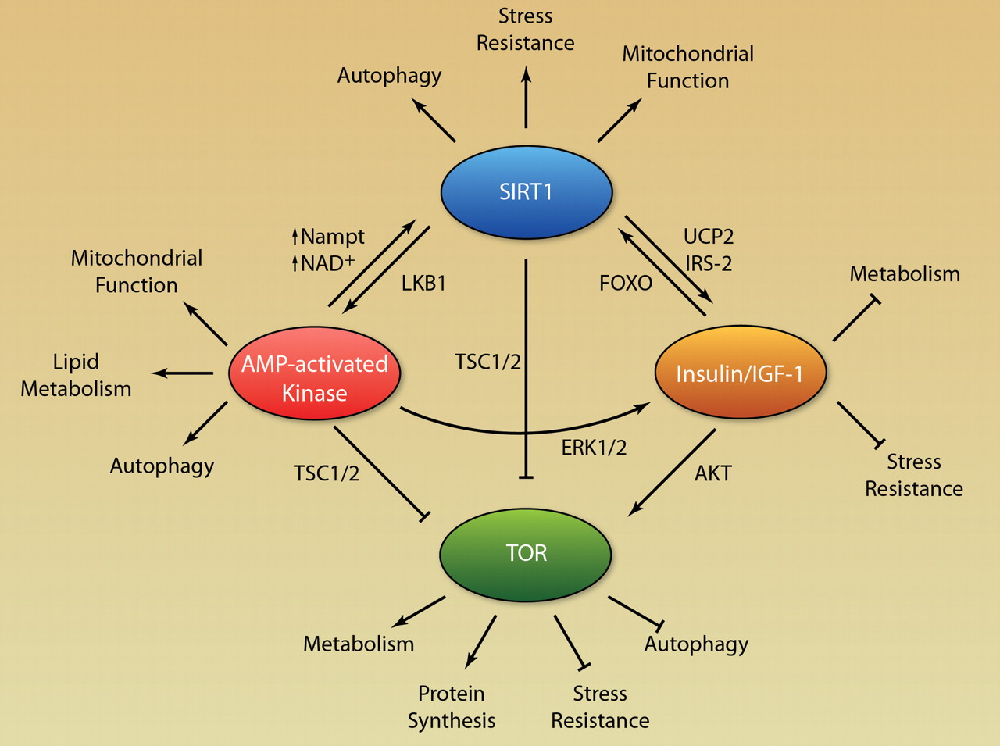 Stress
Resistance
Mitochondrial
Function
Autophagy
SIRT1
↑Nampt
↑NAD+
LKB1
UCP2
IRS-2
FOXO
Mitochondrial
Function
Metabolism
Lipid
Metabolism
AMP-activated
Kinase
TSC1/2
Insulin/IGF-1
Autophagy
TSC1/2
ERK1/2
AKT
Stress
Resistance
TOR
Metabolism
Autophagy
Protein
Synthesis
Stress
Resistance